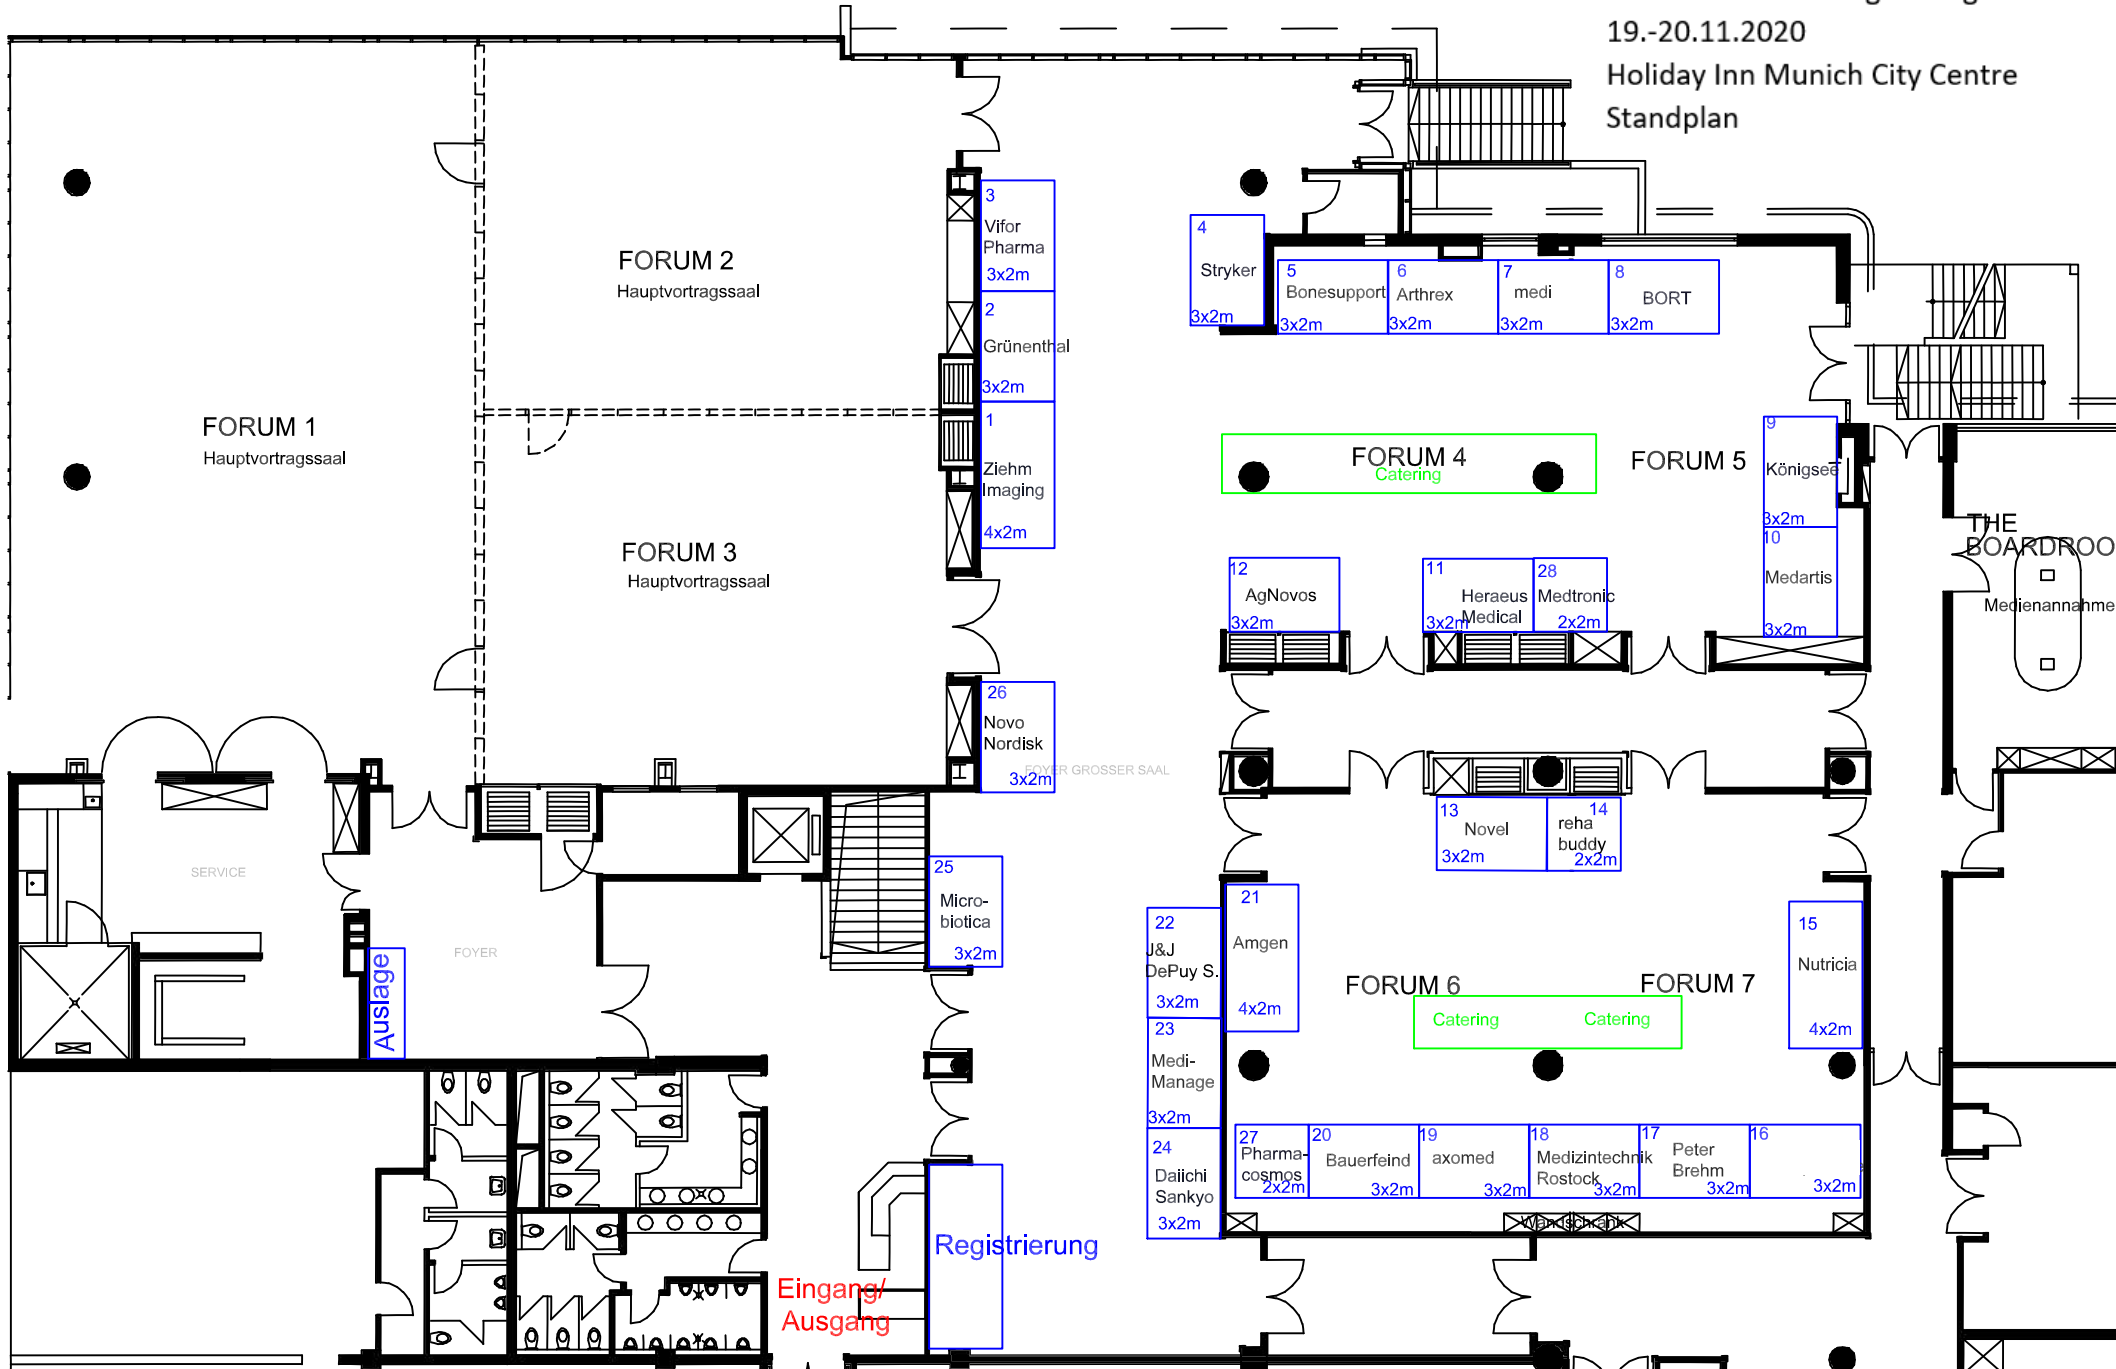 19.-20.11.2020
Holiday Inn Munich City Centre
Standplan
FORUM 1
Hauptvortragssaal
FORUM 2
Hauptvortragssaal
FORUM 3
Hauptvortragssaal
3
Vifor
Pharma
3x2m
2
Grünenthal
3x2m
1
Ziehm
Imaging
4x2m
4
Stryker
3x2m
5
Bonesupport
3x2m
6
Arthrex
3x2m
7
medi
3x2m
8
BORT
3x2m
FORUM 4
Catering
FORUM 5
9
Königsee
3x2m
10
Medartis
3x2m
THE
BOARDROO
Medienannahme
12
AgNovos
3x2m
11
Heraeus
Medical
3x2m
28
Medtronic
2x2m
26
Novo
Nordisk
3x2m
FOYER GROSSER SAAL
13
Novel
3x2m
14
reha
buddy
2x2m
SERVICE
FOYER
Auslage
25
Micro-
biotica
3x2m
22
J&J
DePuy S.
3x2m
21
Amgen
4x2m
15
Nutricia
4x2m
FORUM 6
FORUM 7
Catering
Catering
23
Medi-
Manage
3x2m
24
Daiichi
Sankyo
3x2m
27
Pharma-
cosmos
2x2m
20
Bauerfeind
3x2m
19
axomed
3x2m
18
Medizintechnik
Rostock
3x2m
17
Peter
Brehm
3x2m
16
3x2m
Wandschrank
Registrierung
Eingang/
Ausgang